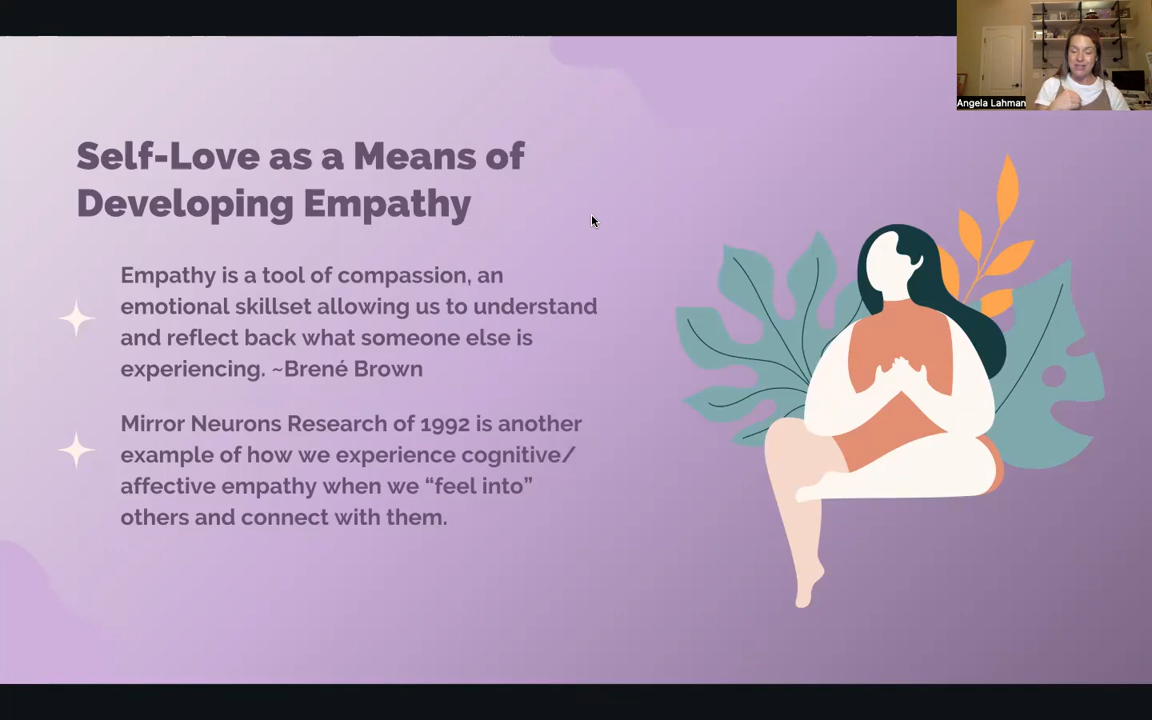 Angela Lahman
Self-Love as a Means of
Developing Empathy
Empathy is a tool of compassion, an
emotional skillset allowing us to understand
and reflect back what someone else is
experiencing. ~Brené Brown
Mirror Neurons Research of 1992 is another
example of how we experience cognitive/
affective empathy when we “feel into”
others and connect with them.